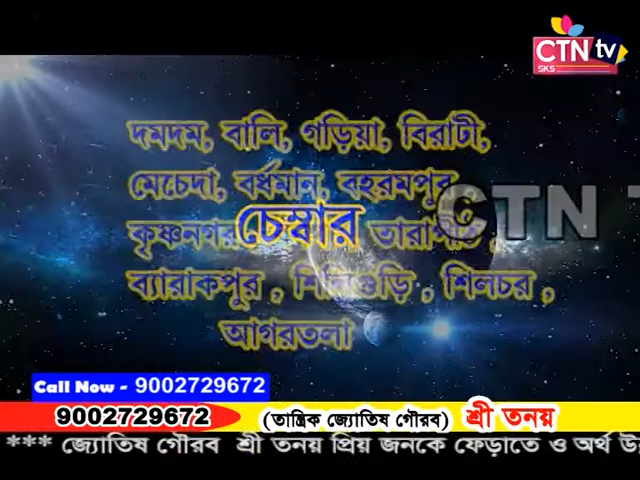 CTN tv
SKS
দমদম, বালি, গড়িয়া, বিরাটী,
মেচেদা, বর্ধমান, বহরমপুর
CTN T
কৃষ্ণনগর
চেম্বার
ব্যারাকপুর , শিলিগুড়ি , শিলচর ,
আগরতলা
Call Now - 9002729672
9002729672 (তান্ত্রিক জ্যোতিষ গৌরব) শ্রী তনয়
*** জ্যোতিষ গৌরব শ্রী তনয় প্রিয় জনকে ফেড়াতে ও অর্থ